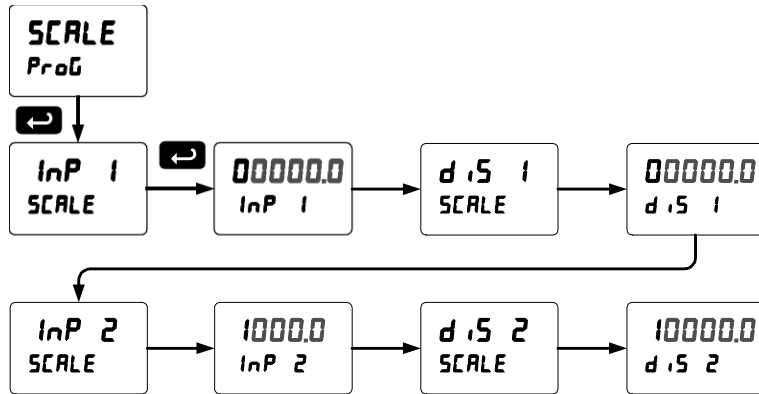 SCALE
ProG
InP 1
SCALE
00000.0
InP 1
diS 1
SCALE
00000.0
diS 1
InP 2
SCALE
1000.0
InP 2
diS 2
SCALE
10000.0
diS 2